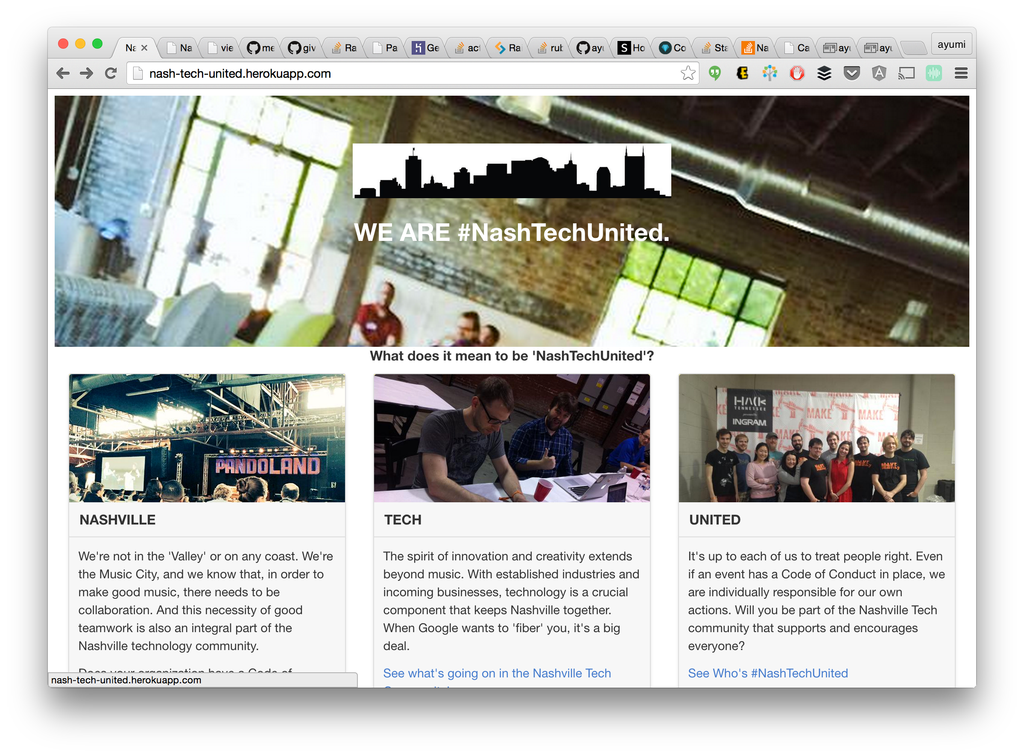 Na
Na
vie
me
giv
Ra
Pa
Ge
act
Ra
rub
ayu
Ho
Co
Sta
Na
Ca
ayu
ayu
ayumi
nash-tech-united.herokuapp.com
WE ARE #NashTechUnited.
What does it mean to be 'NashTechUnited'?
PANDOLAND
HACK
TENNESSEE
INGRAM
MAKE
NASHVILLE
TECH
UNITED
We're not in the 'Valley' or on any coast. We're
the Music City, and we know that, in order to
make good music, there needs to be
collaboration. And this necessity of good
teamwork is also an integral part of the
Nashville technology community.
Does your organization have a Code of
The spirit of innovation and creativity extends
beyond music. With established industries and
incoming businesses, technology is a crucial
component that keeps Nashville together.
When Google wants to 'fiber' you, it's a big
deal.
See what's going on in the Nashville Tech
It's up to each of us to treat people right. Even
if an event has a Code of Conduct in place, we
are individually responsible for our own
actions. Will you be part of the Nashville Tech
community that supports and encourages
everyone?
See Who's #NashTechUnited
nash-tech-united.herokuapp.com